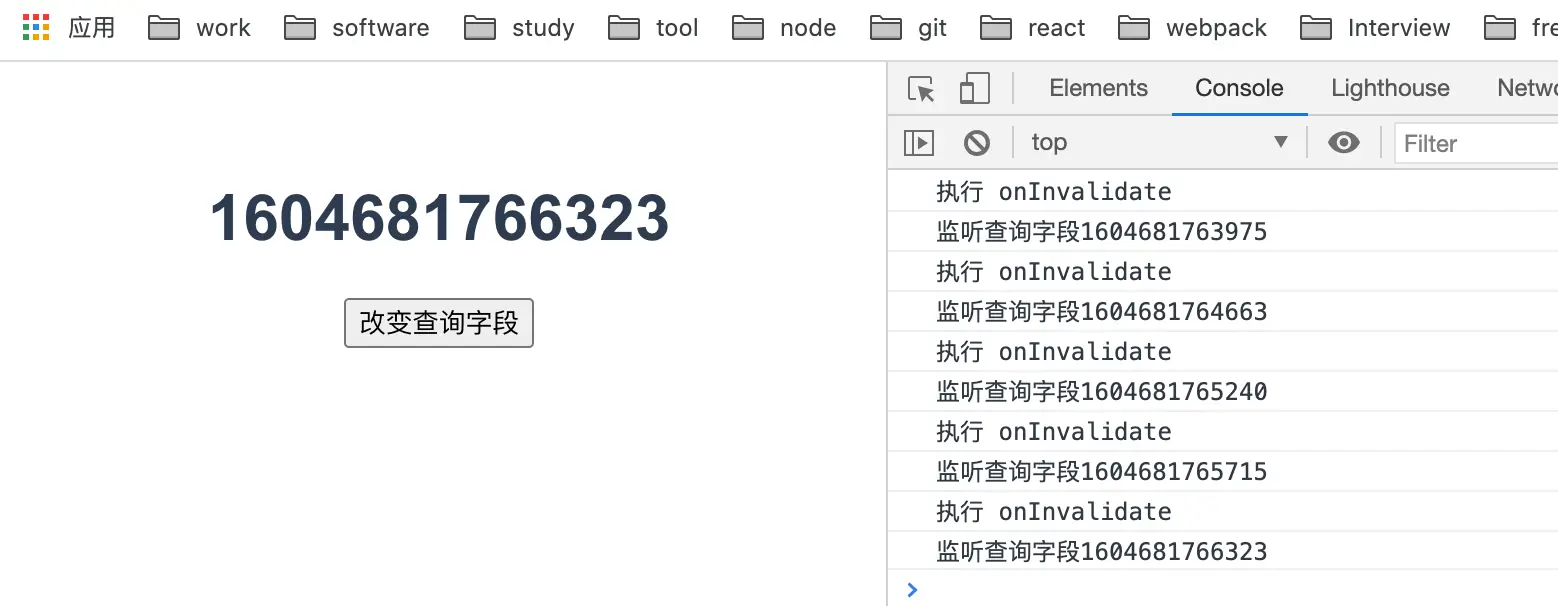 应用 work software study tool node git react webpack Interview fre
1604681766323
改变查询字段
Elements Console Lighthouse Netwo
top Filter
执行 onInvalidate
监听查询字段1604681763975
执行 onInvalidate
监听查询字段1604681764663
执行 onInvalidate
监听查询字段1604681765240
执行 onInvalidate
监听查询字段1604681765715
执行 onInvalidate
监听查询字段1604681766323